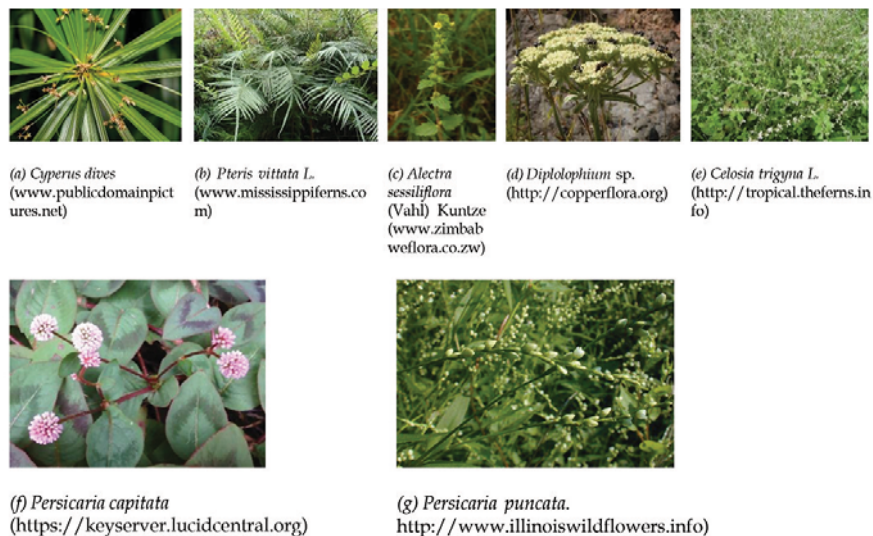 (a) Cyperus dives
(www.publicdomainpict
ures.net)
(b) Pteris vittata L.
(www.mississippiferns.co
m)
(c) Alectra
sessiliflora
(Vahl) Kuntze
(www.zimbab
weflora.co.zw)
(d) Diplolophium sp.
(http://copperflora.org)
(e) Celosia trigyna L.
(http://tropical.theferns.in
fo)
(f) Persicaria capitata
(https://keyserver.lucidcentral.org)
(g) Persicaria puncata.
http://www.illinoiswildflowers.info)